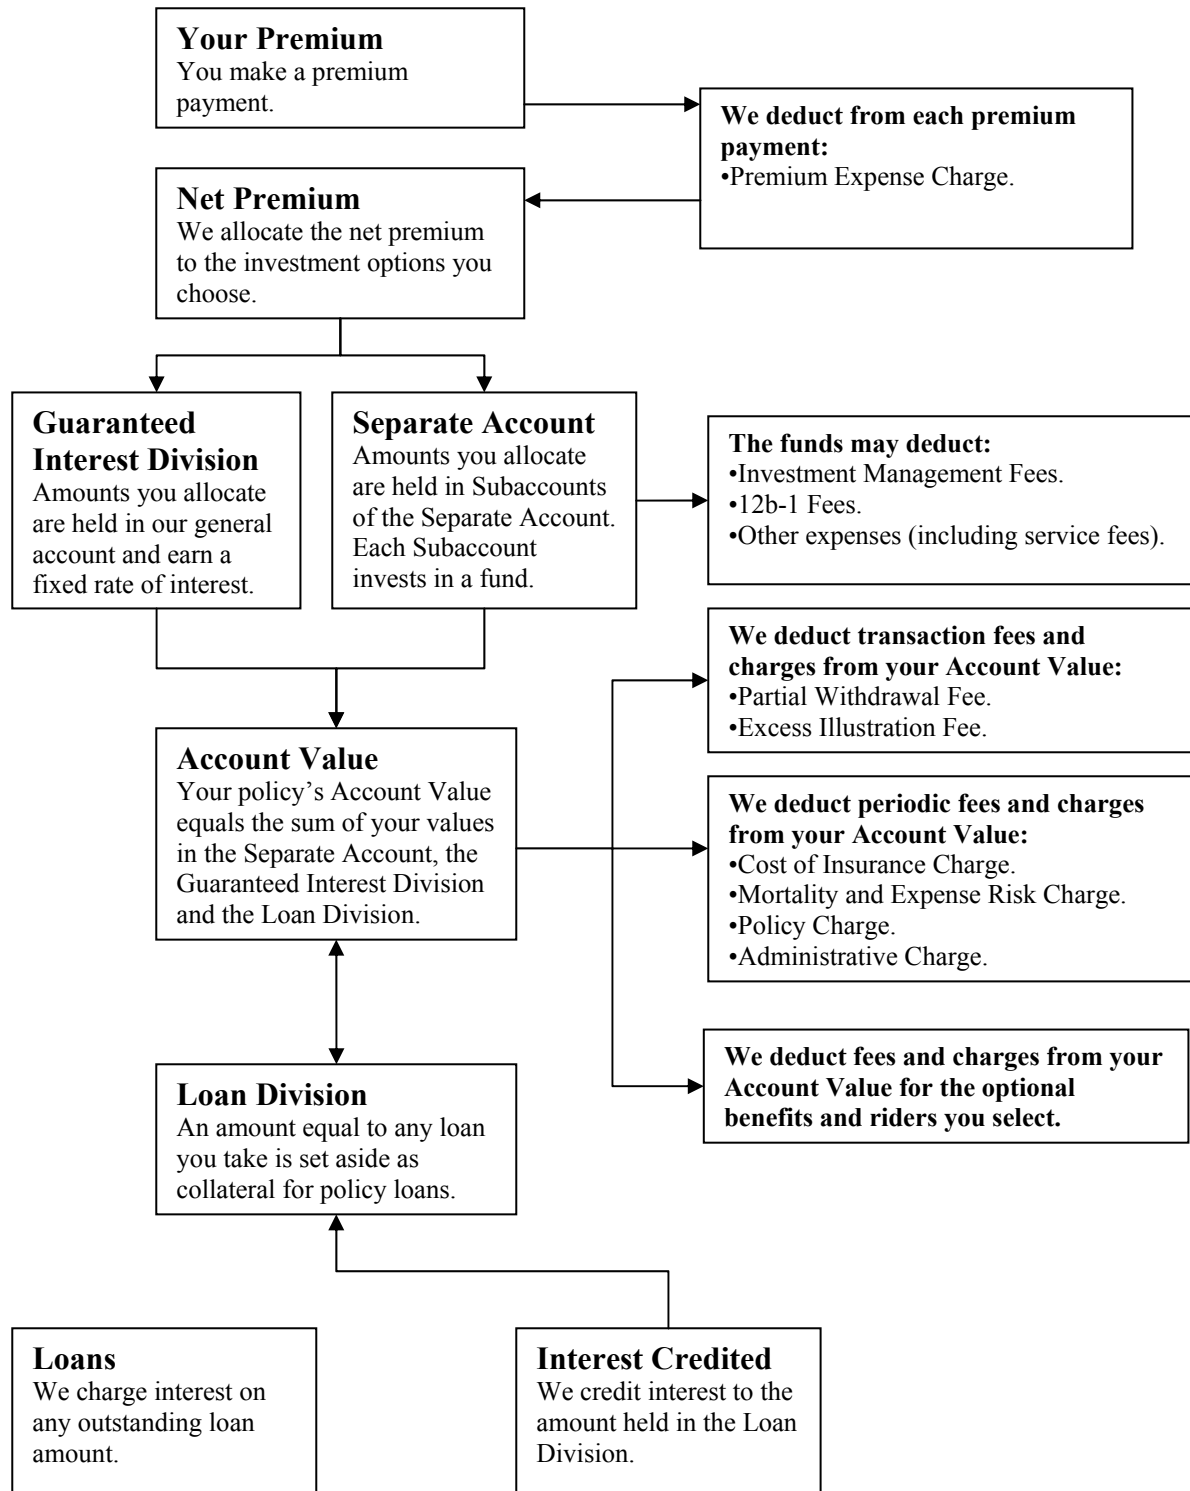 Your Premium
You make a premium
payment.
We deduct from each premium
payment:
•Premium Expense Charge.
Net Premium
We allocate the net premium
to the investment options you
choose.
Guaranteed
Interest Division
Amounts you allocate
are held in our general
account and earn a
fixed rate of interest.
Separate Account
Amounts you allocate
are held in Subaccounts
of the Separate Account.
Each Subaccount
invests in a fund.
The funds may deduct:
•Investment Management Fees.
•12b-1 Fees.
•Other expenses (including service fees).
We deduct transaction fees and
charges from your Account Value:
•Partial Withdrawal Fee.
•Excess Illustration Fee.
Account Value
Your policy’s Account Value
equals the sum of your values
in the Separate Account, the
Guaranteed Interest Division
and the Loan Division.
We deduct periodic fees and charges
from your Account Value:
•Cost of Insurance Charge.
•Mortality and Expense Risk Charge.
•Policy Charge.
•Administrative Charge.
We deduct fees and charges from your
Account Value for the optional
benefits and riders you select.
Loan Division
An amount equal to any loan
you take is set aside as
collateral for policy loans.
Loans
We charge interest on
any outstanding loan
amount.
Interest Credited
We credit interest to the
amount held in the Loan
Division.